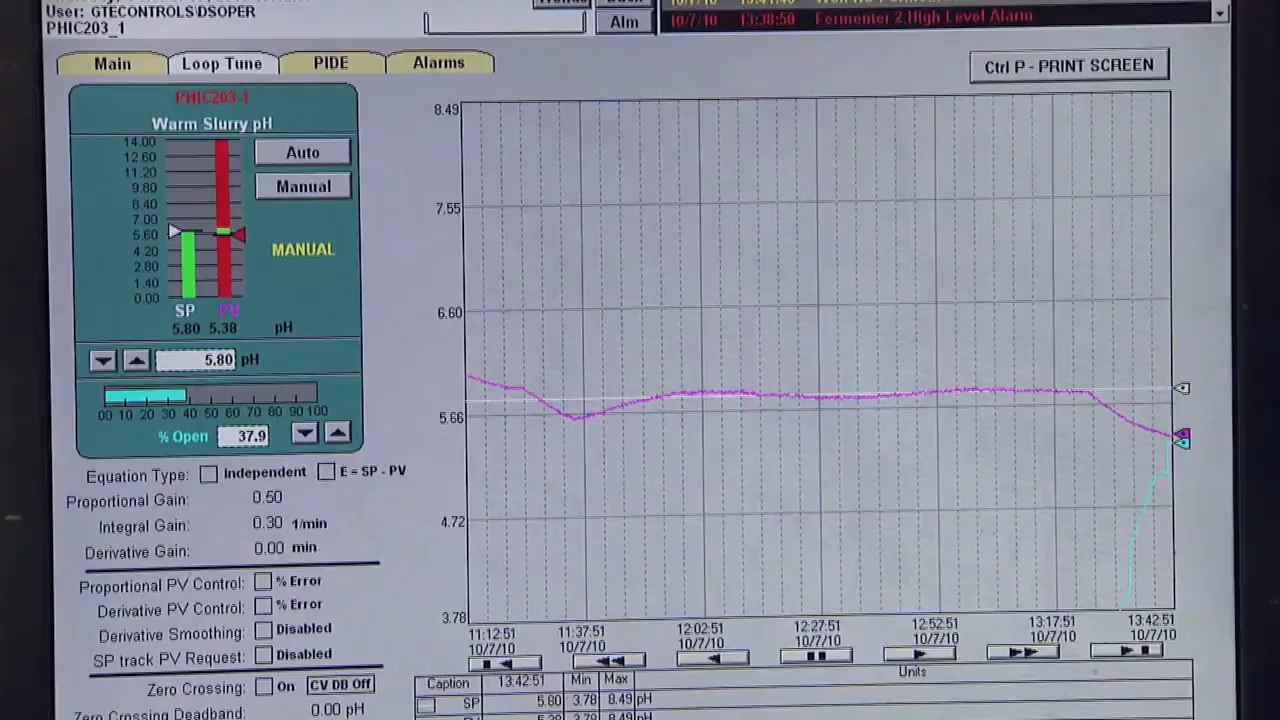 User: GTECONTROLS\DSOPER
PHIC203_1
Alm
10/7/10 13:38:50 Fermenter 2 High Level Alarm
Main
Loop Tune
PIDE
Alarms
Ctrl P - PRINT SCREEN
PHIC203-1
Warm Slurry pH
14.00
12.60
11.20
9.80
8.40
7.00
5.60
4.20
2.80
1.40
0.00
Auto
Manual
MANUAL
SP PV
5.80 5.38 pH
5.80 pH
00 10 20 30 40 50 60 70 80 90 100
% Open 37.9
Equation Type: Independent E = SP - PV
Proportional Gain: 0.50
Integral Gain: 0.30 1/min
Derivative Gain: 0.00 min
Proportional PV Control: % Error
Derivative PV Control: % Error
Derivative Smoothing: Disabled
SP track PV Request: Disabled
Zero Crossing: On CV DB Off
Zero Crossing Deadband: 0.00 pH
8.49
7.55
6.60
5.66
4.72
3.78
11:12:51 11:37:51 12:02:51 12:27:51 12:52:51 13:17:51 13:42:51
10/7/10 10/7/10 10/7/10 10/7/10 10/7/10 10/7/10 10/7/10
Units
Caption 13:42:51 Min Max
SP 5.80 3.78 8.49 pH